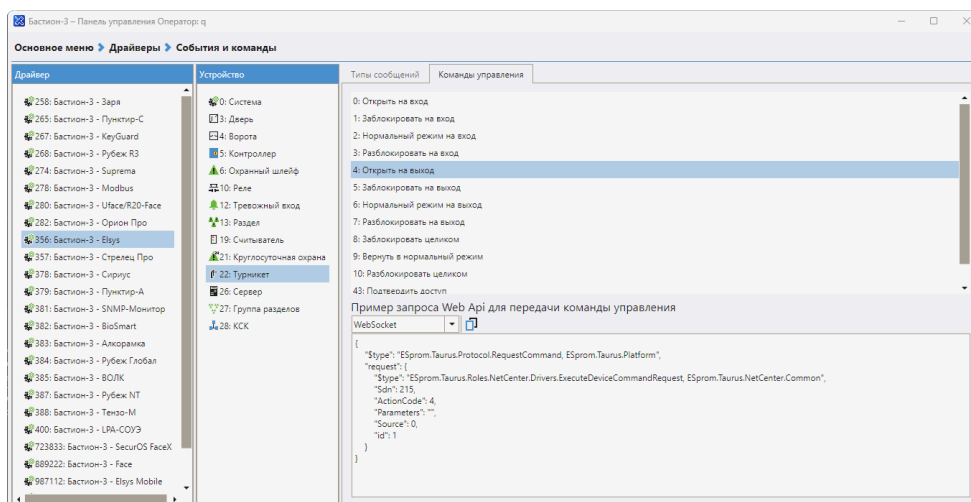 Бастион-3 – Панель управления Оператор: q
Основное меню Драйверы События и команды
Драйвер
258: Бастион-3 - Заря
265: Бастион-3 - Пунктир-С
267: Бастион-3 - KeyGuard
268: Бастион-3 - Рубеж R3
274: Бастион-3 - Suprema
278: Бастион-3 - Modbus
280: Бастион-3 - Uface/R20-Face
282: Бастион-3 - Орион Про
356: Бастион-3 - Elsys
357: Бастион-3 - Стрелец Про
378: Бастион-3 - Сириус
379: Бастион-3 - Пунктир-А
381: Бастион-3 - SNMP-Монитор
382: Бастион-3 - BioSmart
383: Бастион-3 - Алкорамка
384: Бастион-3 - Рубеж Глобал
385: Бастион-3 - ВОЛК
387: Бастион-3 - Рубеж NT
388: Бастион-3 - Тензо-М
400: Бастион-3 - LPA-СОУЭ
723833: Бастион-3 - SecurOS FaceX
889222: Бастион-3 - Face
987112: Бастион-3 - Elsys Mobile
Устройство
0: Система
3: Дверь
4: Ворота
5: Контроллер
6: Охранный шлейф
10: Реле
12: Тревожный вход
13: Раздел
19: Считыватель
21: Круглосуточная охрана
22: Турникет
26: Сервер
27: Группа разделов
28: КСК
Типы сообщений Команды управления
0: Открыть на вход
1: Заблокировать на вход
2: Нормальный режим на вход
3: Разблокировать на вход
4: Открыть на выход
5: Заблокировать на выход
6: Нормальный режим на выход
7: Разблокировать на выход
8: Заблокировать целиком
9: Вернуть в нормальный режим
10: Разблокировать целиком
43: Подтвердить доступ
Пример запроса Web Api для передачи команды управления
WebSocket
{
"$type": "ESprom.Taurus.Protocol.RequestCommand, ESprom.Taurus.Platform",
"request": {
"$type": "ESprom.Taurus.Roles.NetCenter.Drivers.ExecuteDeviceCommandRequest, ESprom.Taurus.NetCenter.Common",
"Sdn": 215,
"ActionCode": 4,
"Parameters": "",
"Source": 0,
"id": 1
}
}